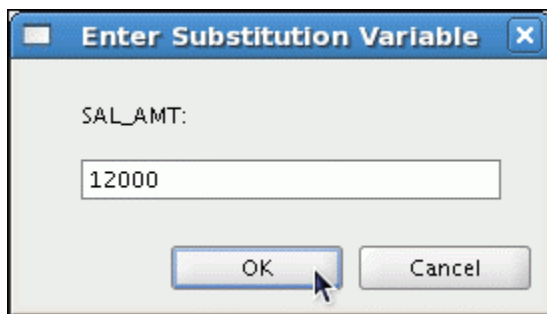 Enter Substitution Variable
SAL_AMT:
12000
OK
Cancel